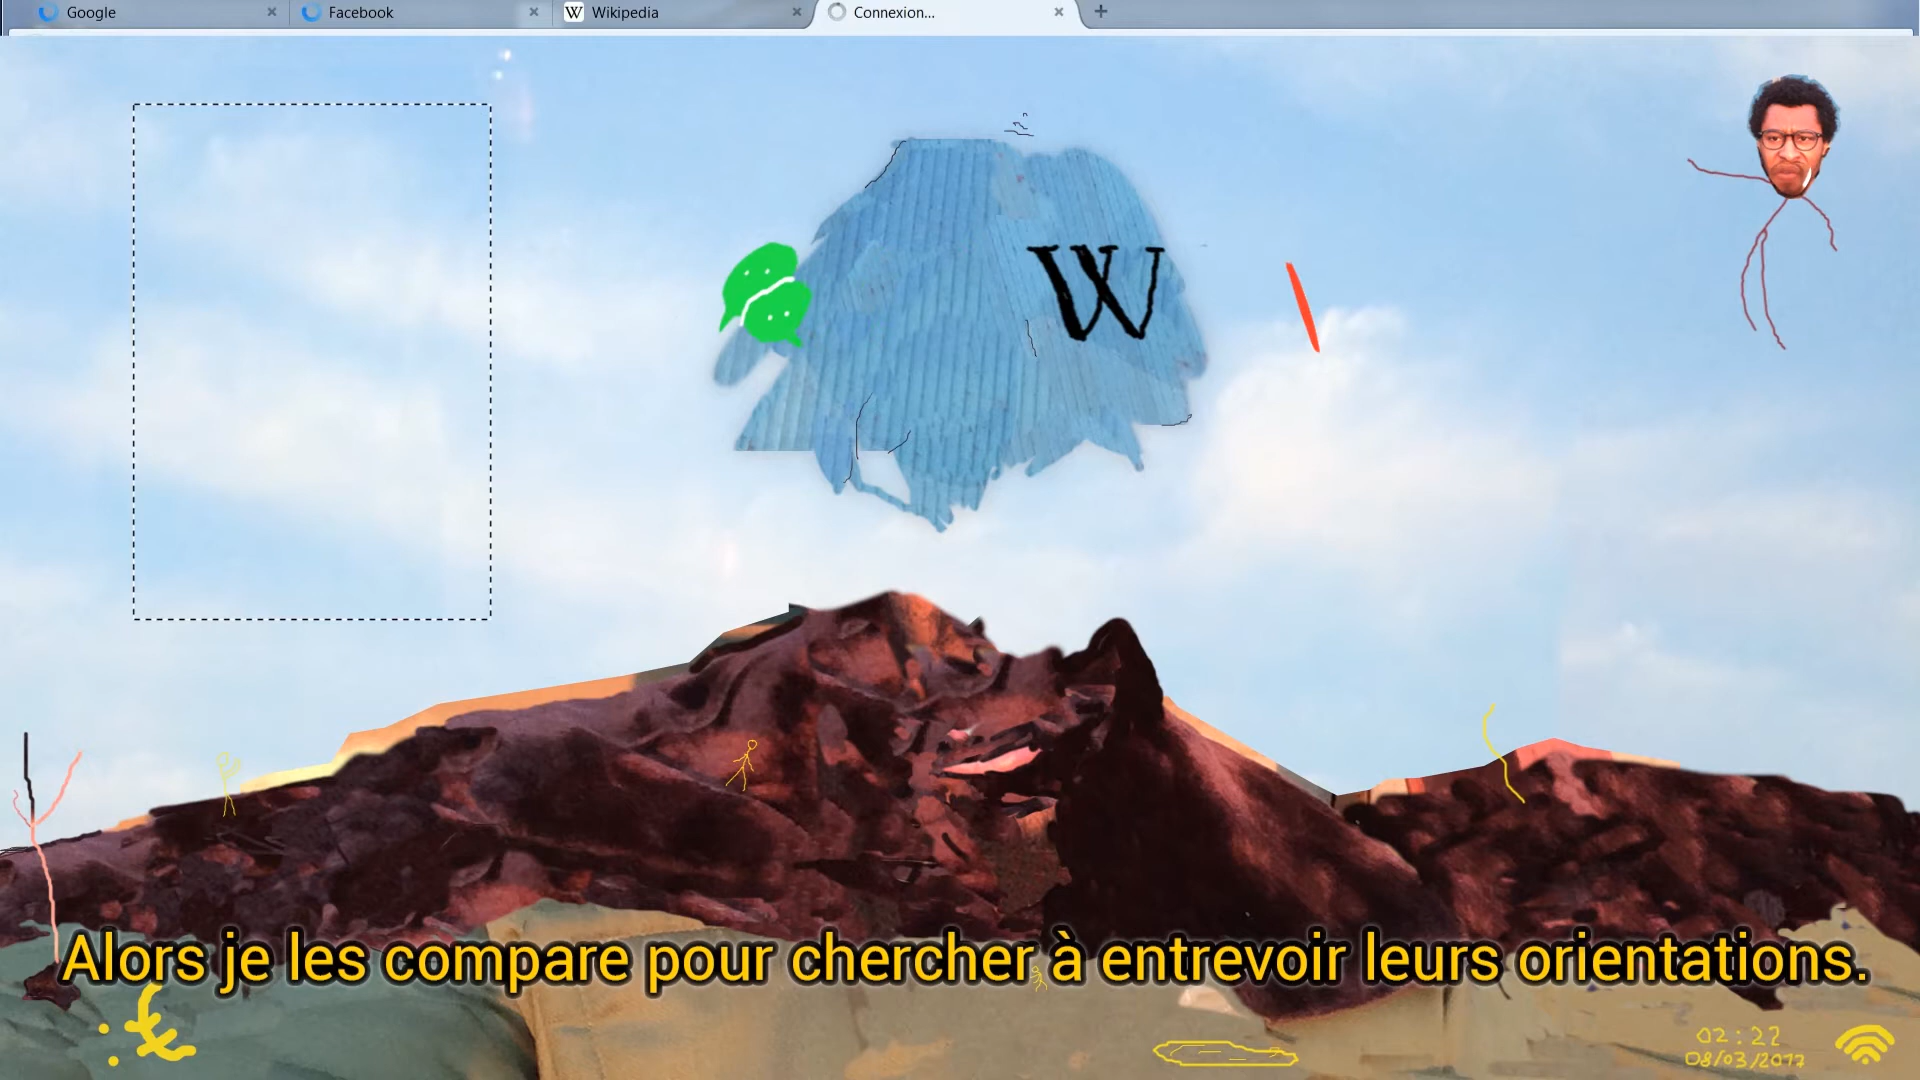 Google
Facebook
W Wikipedia
Connexion...
W
Alors je les compare pour chercher à entrevoir leurs orientations.
02:22
08/03/2017